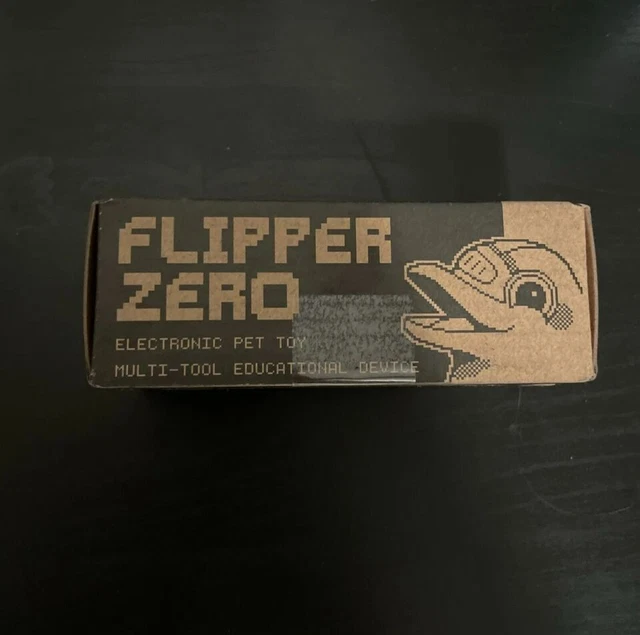 FLIPPER
ZERO
ELECTRONIC PET TOY
MULTI-TOOL EDUCATIONAL DEVICE